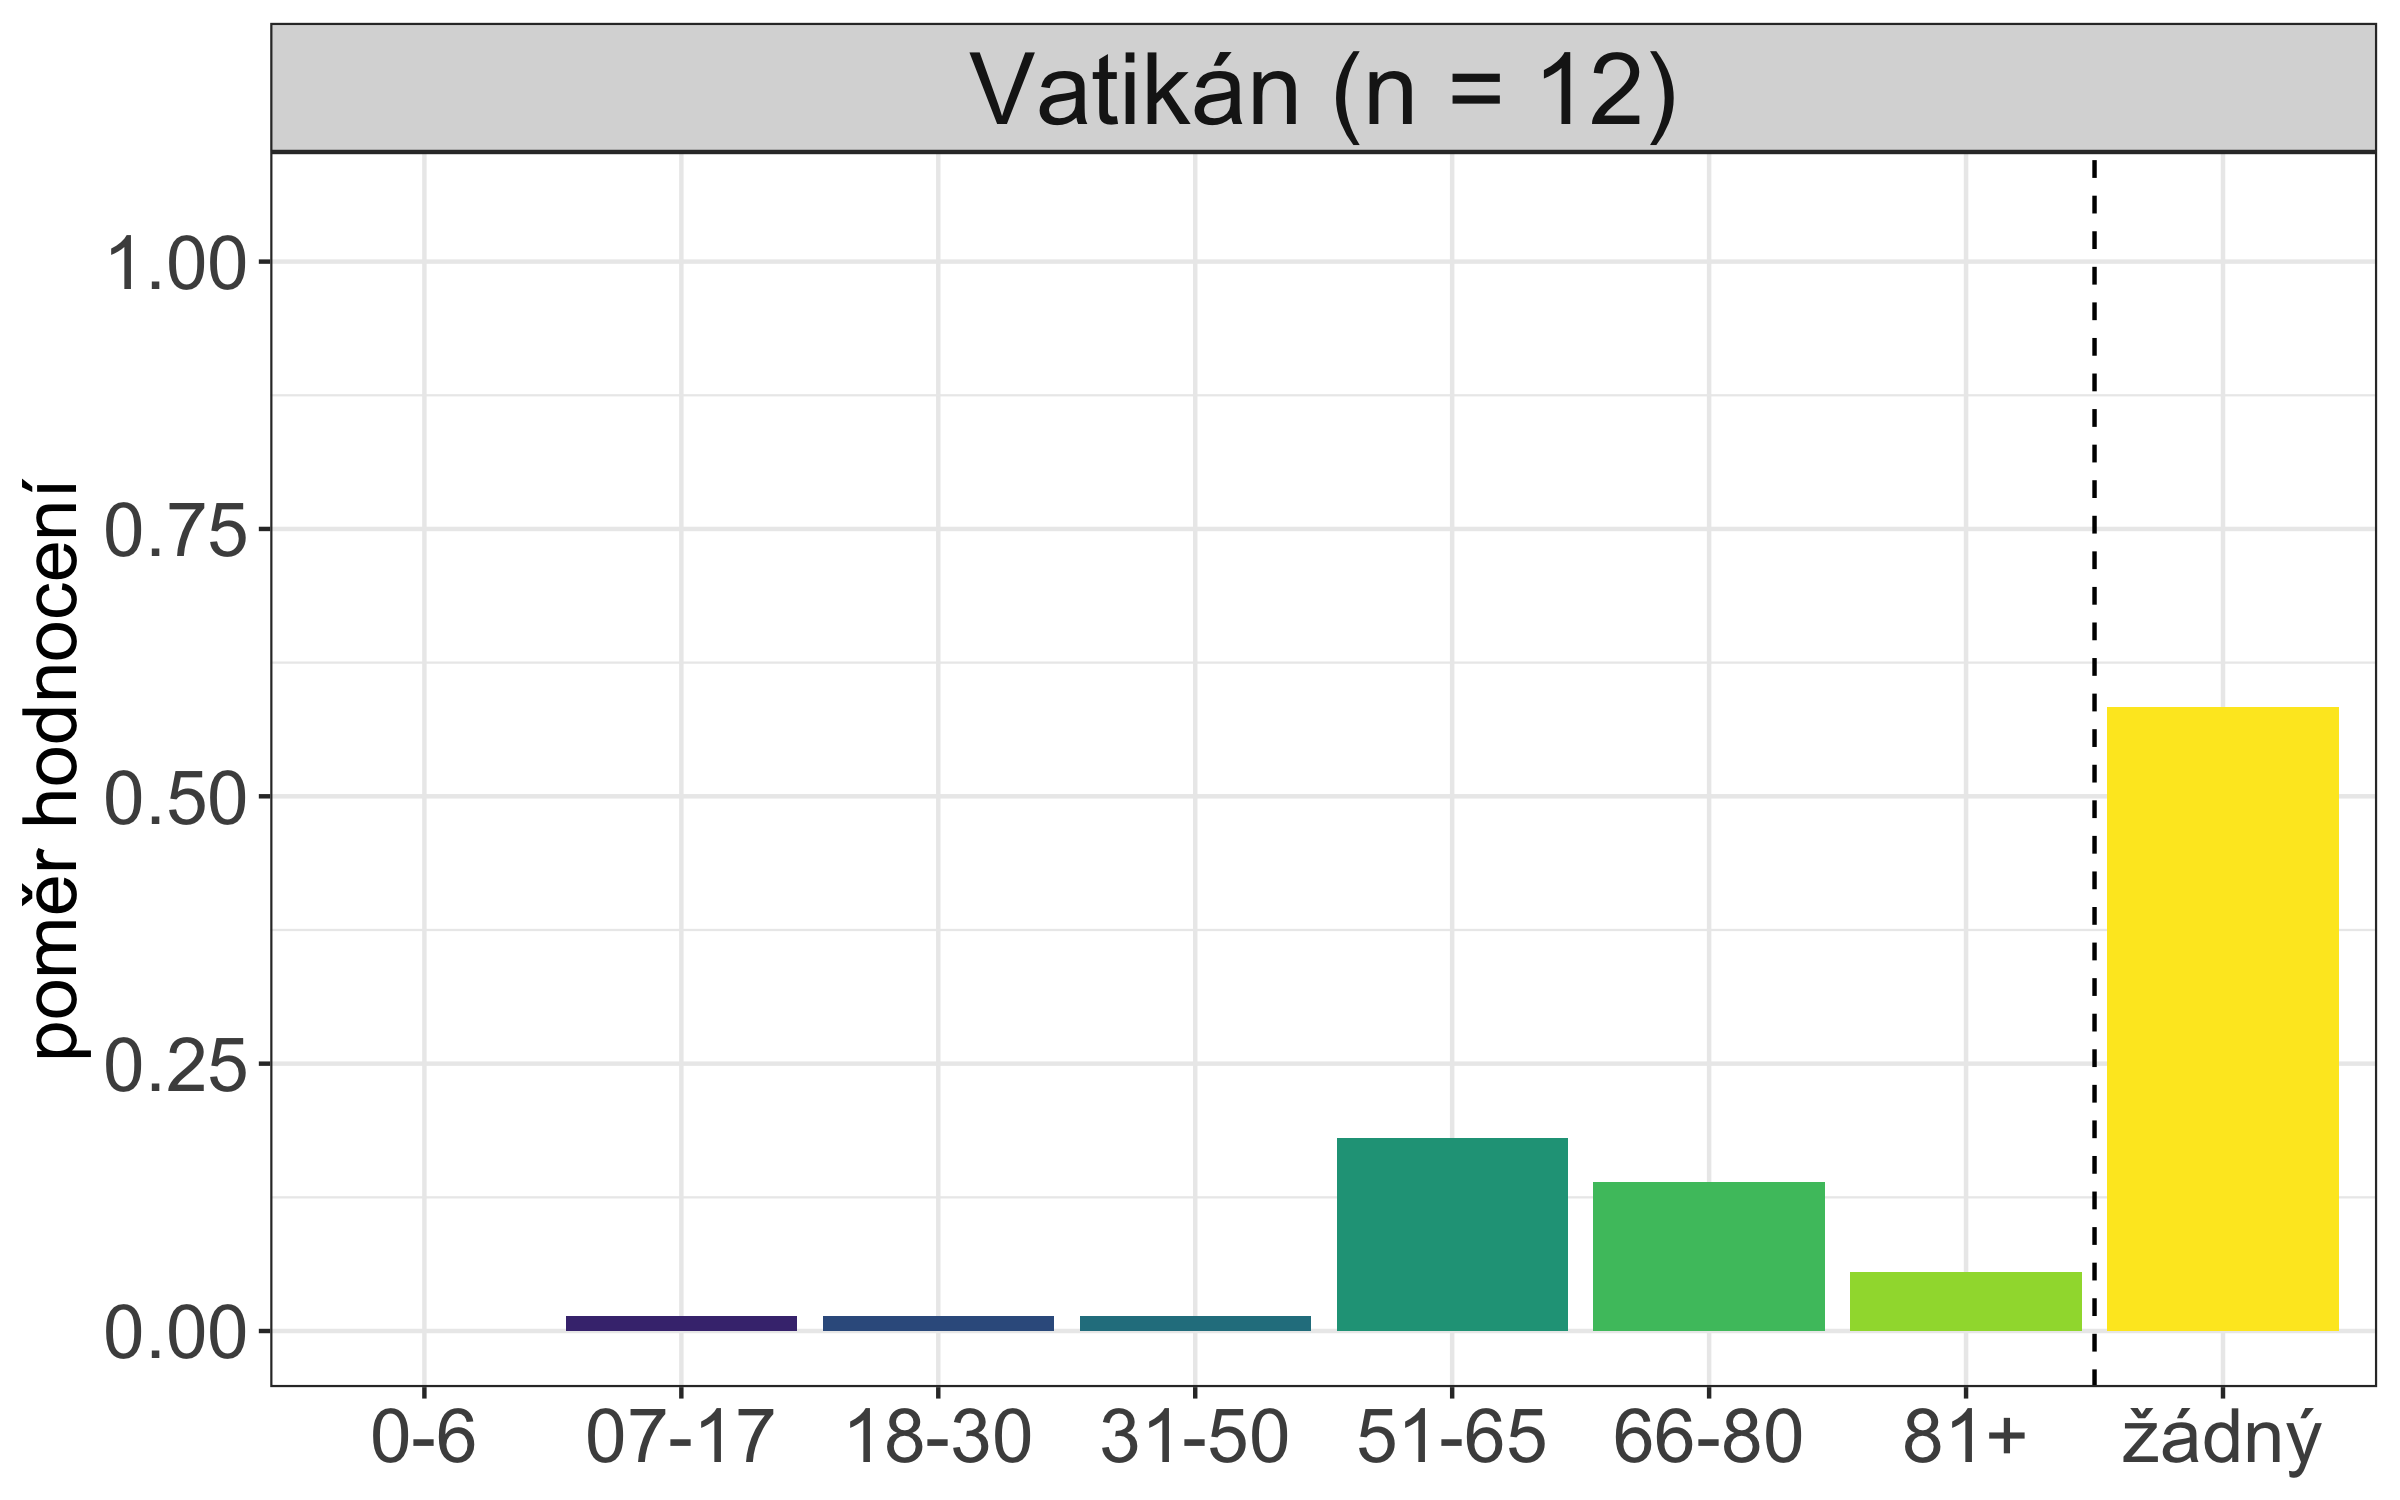 Vatikán (n = 12)
poměr hodnocení
1.00
0.75
0.50
0.25
0.00
0-6 07-17 18-30 31-50 51-65 66-80 81+ žádný